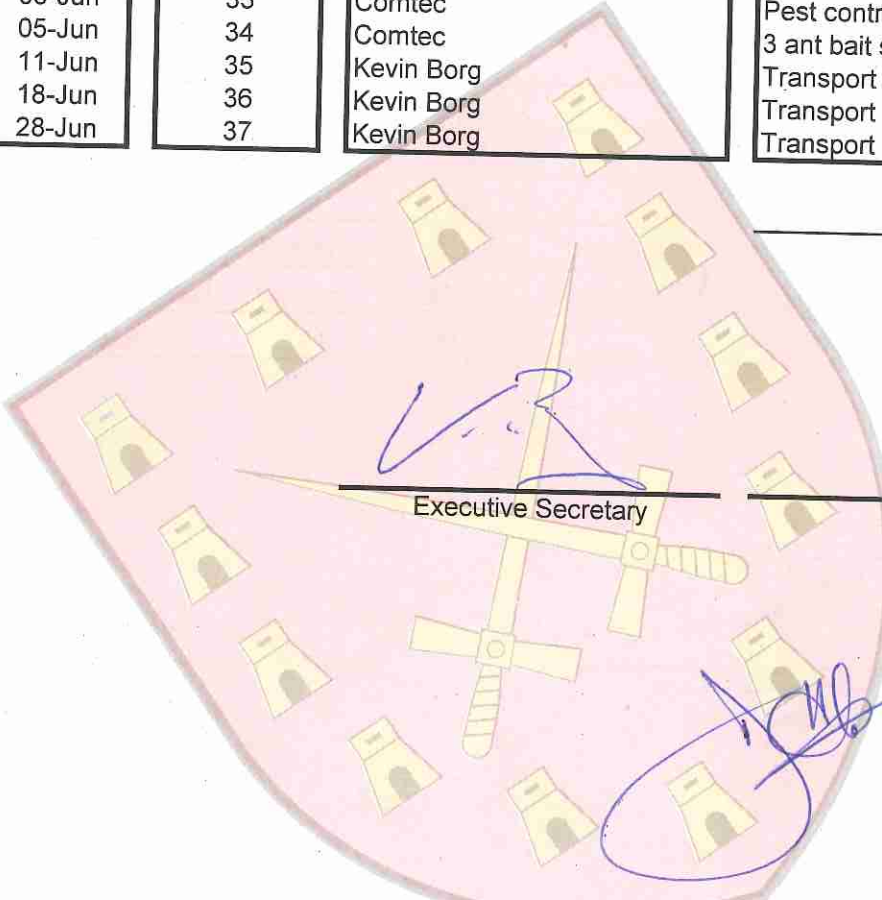 Comtec Pest
05-Jun 34 Comtec 3 ant bait
11-Jun 35 Kevin Borg Transport
18-Jun 36 Kevin Borg Transport
28-Jun 37 Kevin Borg Transport
Executive Secretary